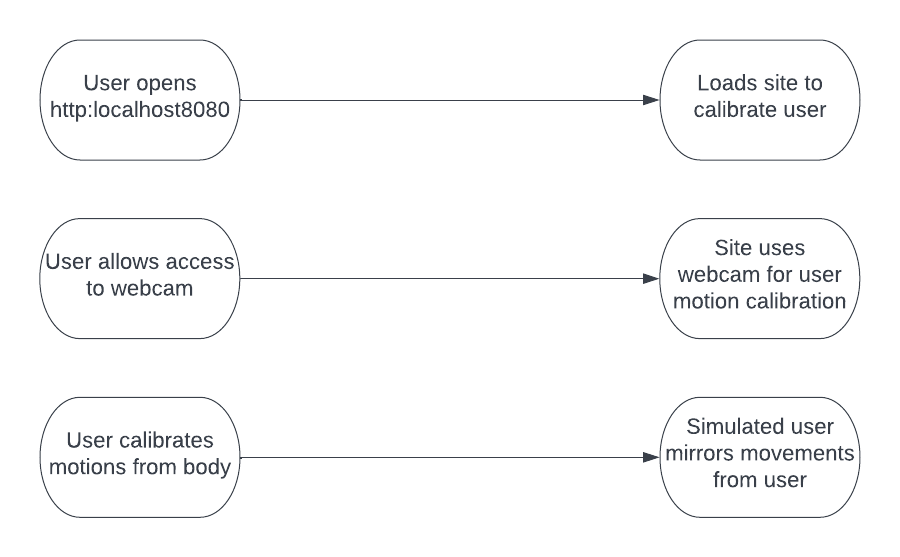 User opens
http:localhost8080
Loads site to
calibrate user
User allows access
to webcam
Site uses
webcam for user
motion calibration
User calibrates
motions from body
Simulated user
mirrors movements
from user